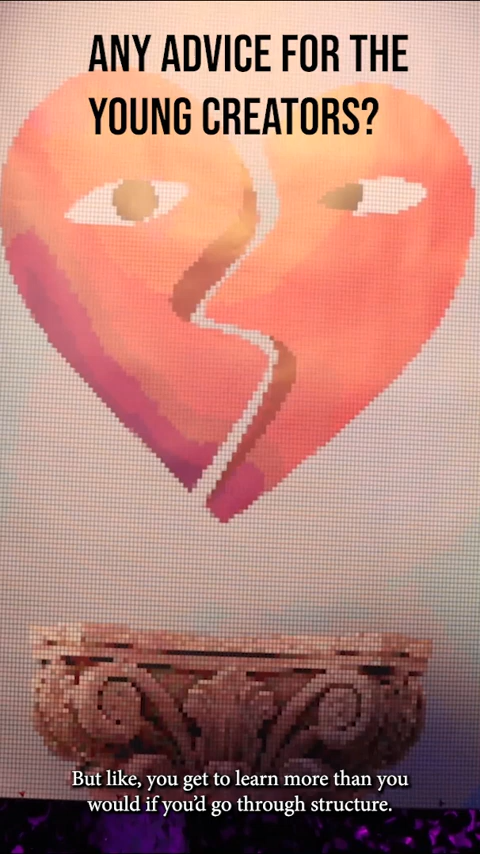 ANY ADVICE FOR THE
YOUNG CREATORS?
But like, you get to learn more than you
would if you'd go through structure.